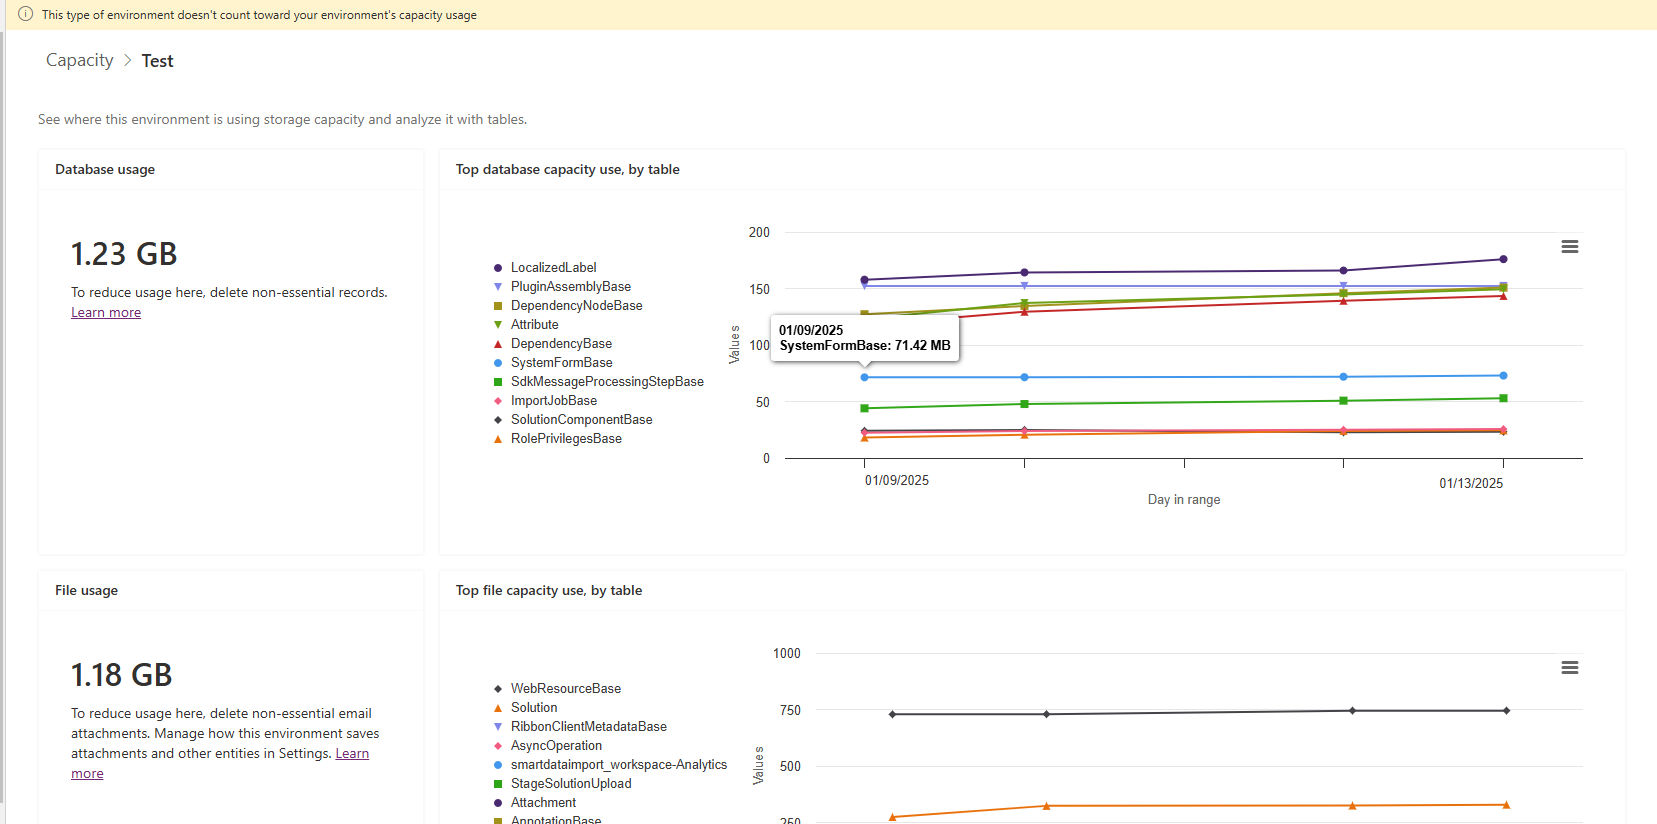 This type of environment doesn't count toward your environment's capacity usage
Capacity > Test
See where this environment is using storage capacity and analyze it with tables.
Database usage
1.23 GB
To reduce usage here, delete non-essential records.
Learn more
Top database capacity use, by table
LocalizedLabel
PluginAssemblyBase
DependencyNodeBase
Attribute
DependencyBase
SystemFormBase
SdkMessageProcessingStepBase
ImportJobBase
SolutionComponentBase
RolePrivilegesBase
Values
200
150
100
50
0
01/09/2025
SystemFormBase: 71.42 MB
01/09/2025
01/13/2025
Day in range
File usage
1.18 GB
To reduce usage here, delete non-essential email
attachments. Manage how this environment saves
attachments and other entities in Settings. Learn
more
Top file capacity use, by table
WebResourceBase
Solution
RibbonClientMetadataBase
AsyncOperation
smartdataimport_workspace-Analytics
StageSolutionUpload
Attachment
AnnotationBase
Values
1000
750
500
250